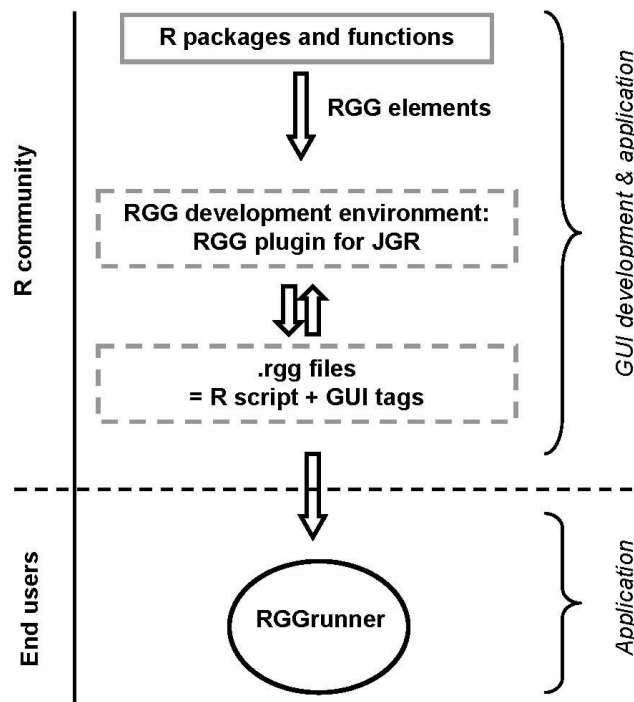 R packages and functions
RGG elements
RGG development environment:
RGG plugin for JGR
.rgg files
= R script + GUI tags
RGGrunner
R community
End users
GUI development & application
Application